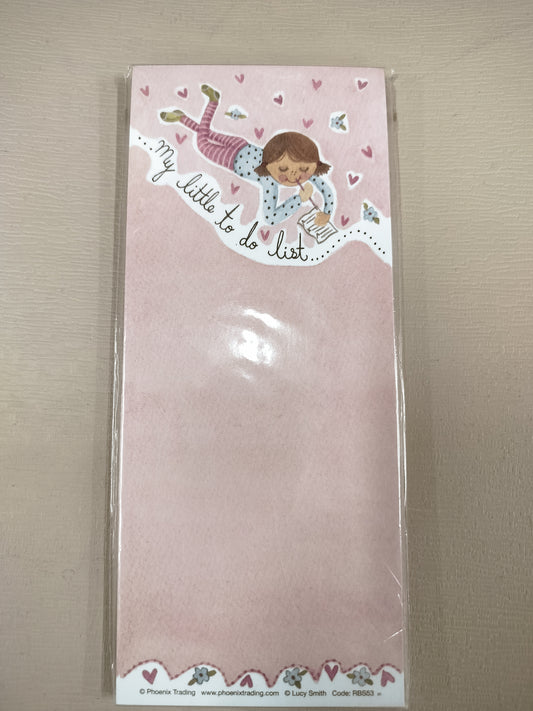 ...My little to do list........
© Phoenix Trading www.phoenixtrading.com © Lucy Smith Code: RBS53